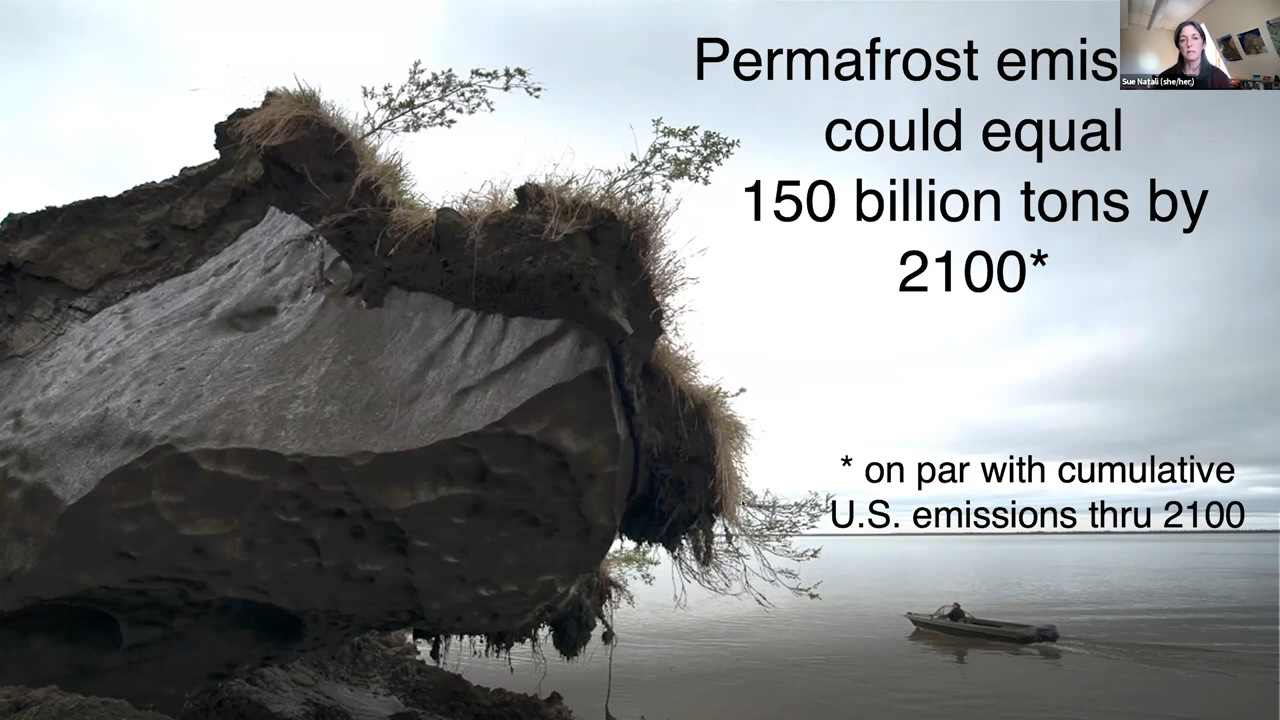 Permafrost emis
could equal
150 billion tons by
2100*
Sue Natali (she/her)
* on par with cumulative
U.S. emissions thru 2100